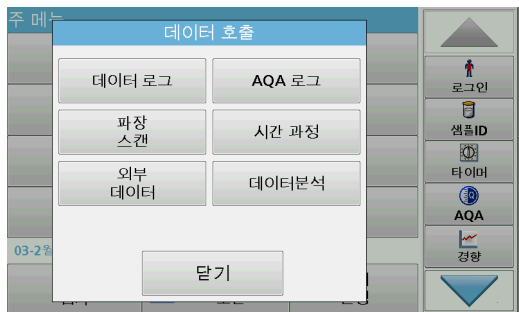 주 메뉴
데이터 호출
데이터 로그
AQA 로그
파장
스캔
시간 과정
외부
데이터
데이터분석
닫기
03-2월
로그인
샘플ID
타이머
AQA
경향